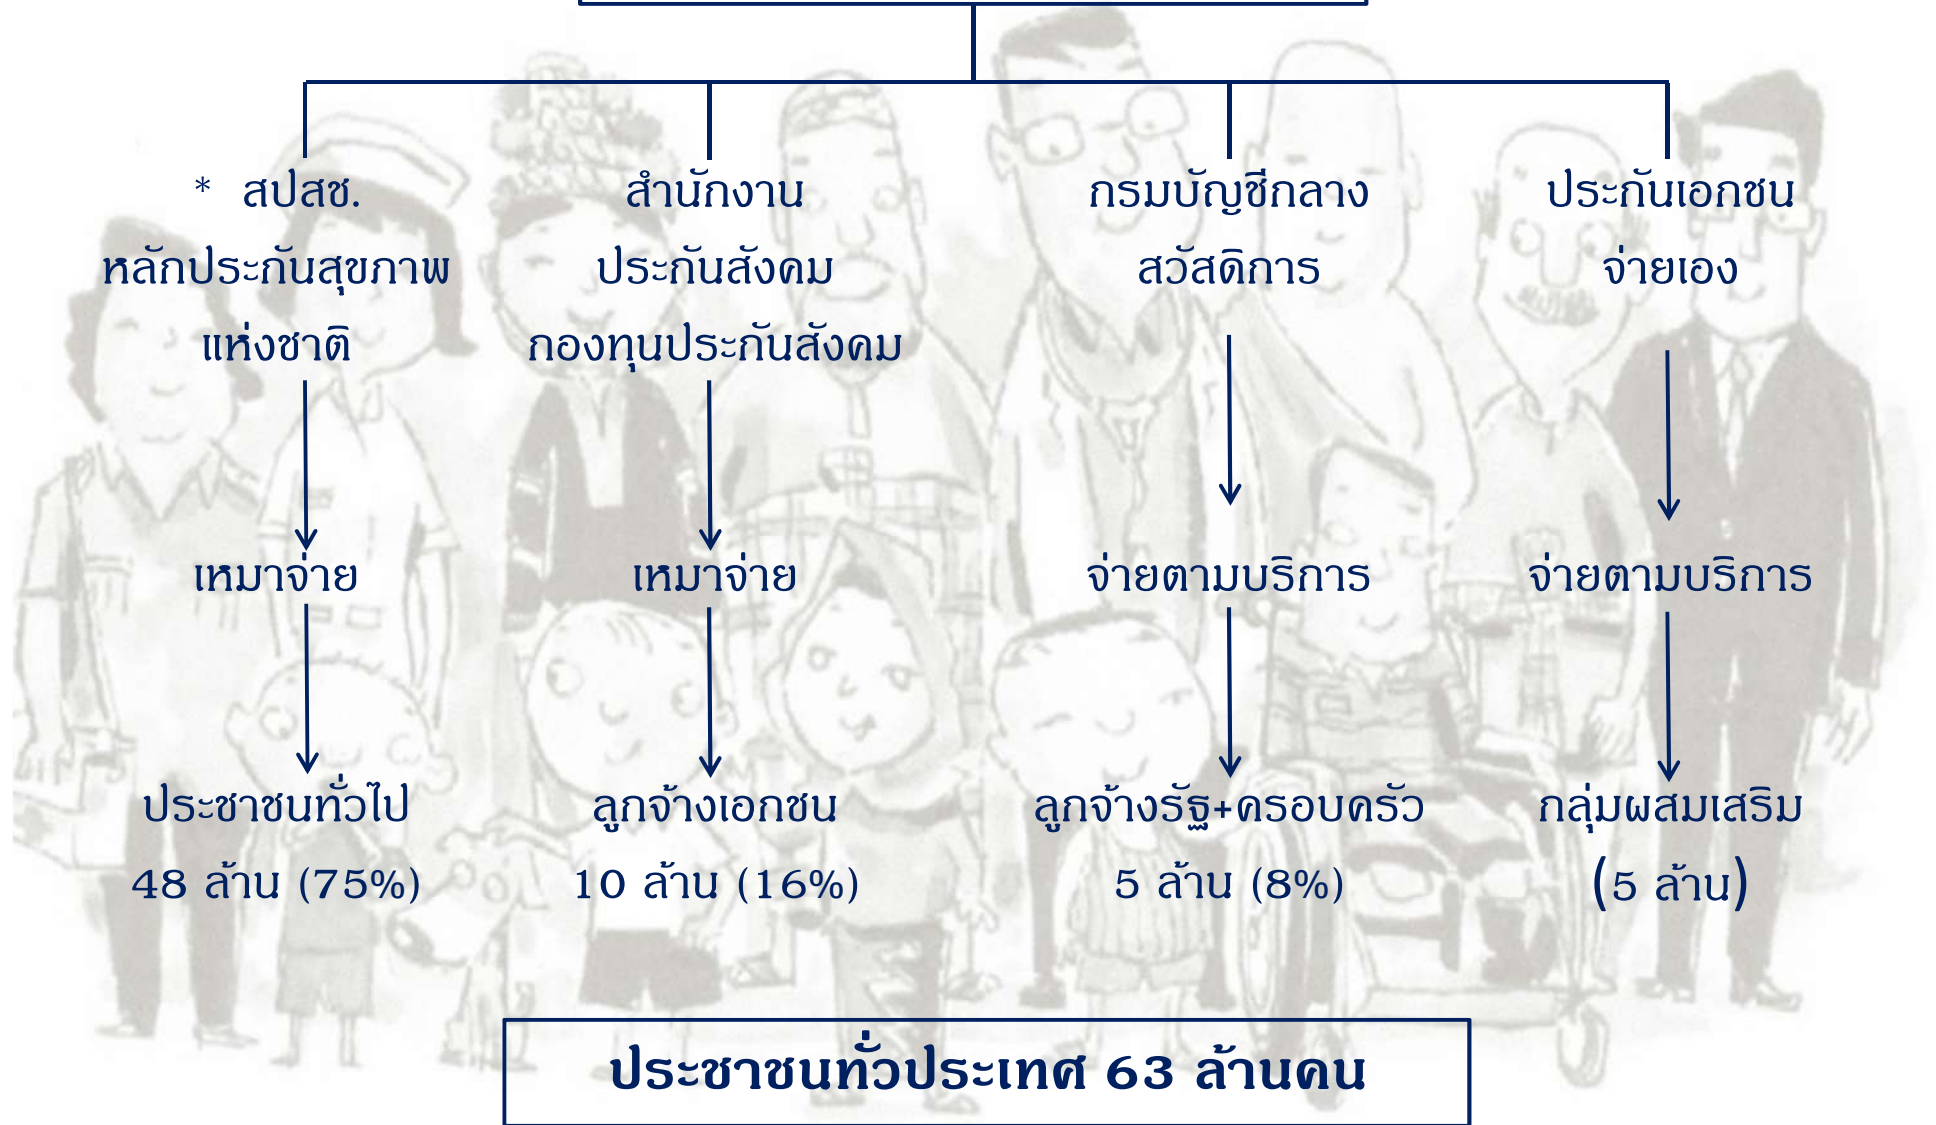 * สปสช.
หลักประกันสุขภาพ
แห่งชาติ
เหมาจ่าย
ประชาชนทั่วไป
48 ล้าน (75%)
สำนักงาน
ประกันสังคม
กองทุนประกันสังคม
เหมาจ่าย
ลูกจ้างเอกชน
10 ล้าน (16%)
กรมบัญชีกลาง
สวัสดิการ
จ่ายตามบริการ
ลูกจ้างรัฐ+ครอบครัว
5 ล้าน (8%)
ประกันเอกชน
จ่ายเอง
จ่ายตามบริการ
กลุ่มผสมเสริม
(5 ล้าน)
ประชาชนทั่วประเทศ 63 ล้านคน